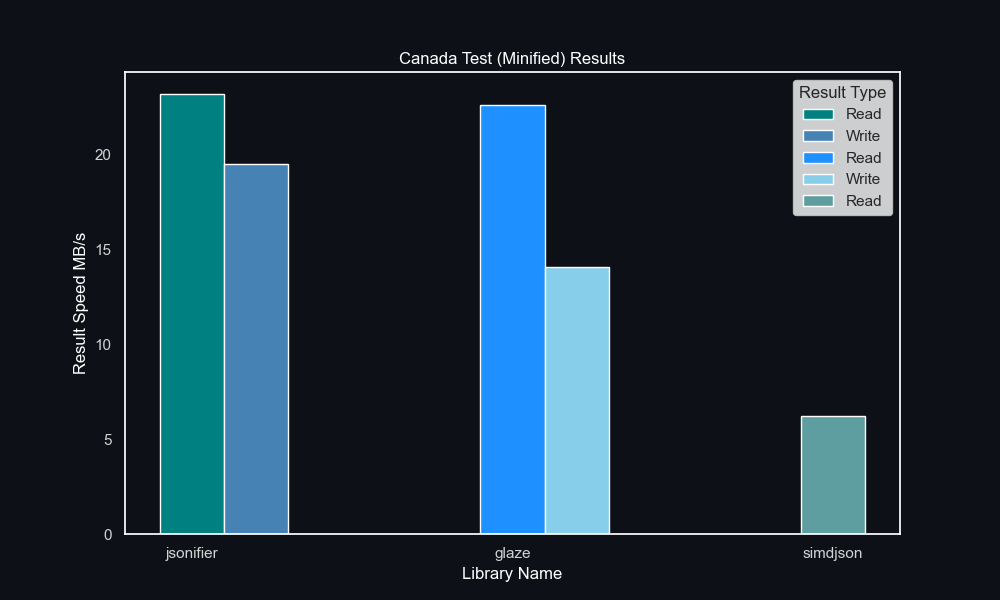 Canada Test (Minified) Results
Result Type
Read
Write
Read
Write
Read
Result Speed MB/s
20
15
10
5
0
jsonifier
glaze
simdjson
Library Name